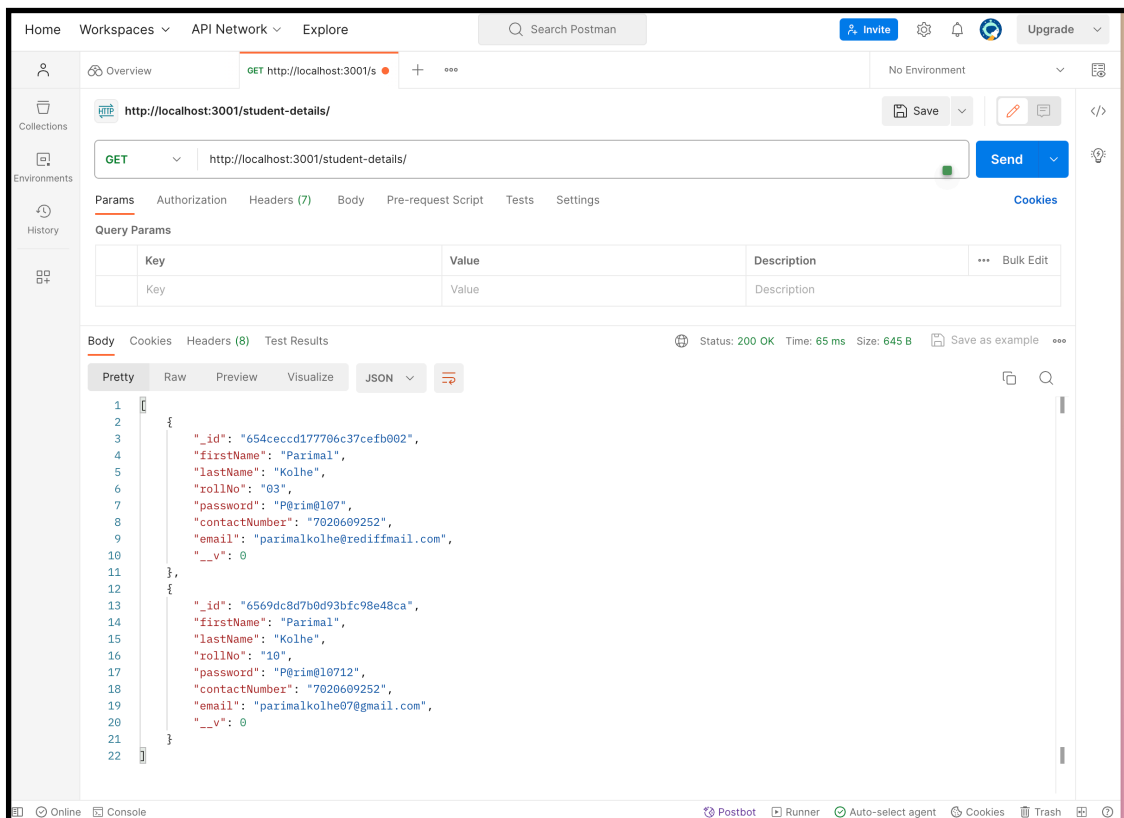 Home Workspaces API Network Explore Search Postman Invite Upgrade
Overview GET http://localhost:3001/s No Environment
HTTP http://localhost:3001/student-details/ Save
Collections
GET http://localhost:3001/student-details/ Send
Environments
Params Authorization Headers (7) Body Pre-request Script Tests Settings Cookies
History
Query Params
Key Value Description Bulk Edit
Key Value Description
Body Cookies Headers (8) Test Results Status: 200 OK Time: 65 ms Size: 645 B Save as example
Pretty Raw Preview Visualize JSON
1 [
2 {
3 "_id": "654ceccd177706c37cefb002",
4 "firstName": "Parimal",
5 "lastName": "Kolhe",
6 "rollNo": "03",
7 "password": "P@rim@l07",
8 "contactNumber": "7020609252",
9 "email": "parimalkolhe@rediffmail.com",
10 "__v": 0
11 },
12 {
13 "_id": "6569dc8d7b0d93bfc98e48ca",
14 "firstName": "Parimal",
15 "lastName": "Kolhe",
16 "rollNo": "10",
17 "password": "P@rim@l0712",
18 "contactNumber": "7020609252",
19 "email": "parimalkolhe07@gmail.com",
20 "__v": 0
21 }
22 ]
Online Console Postbot Runner Auto-select agent Cookies Trash